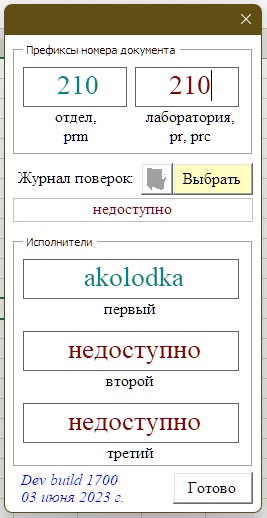 Префиксы номера документа
210 210
отдел, лаборатория,
prm pr, prc
Журнал поверок: Выбрать
недоступно
Исполнители
akolodka
первый
недоступно
второй
недоступно
третий
Dev build 1700
03 июня 2023 г. Готово